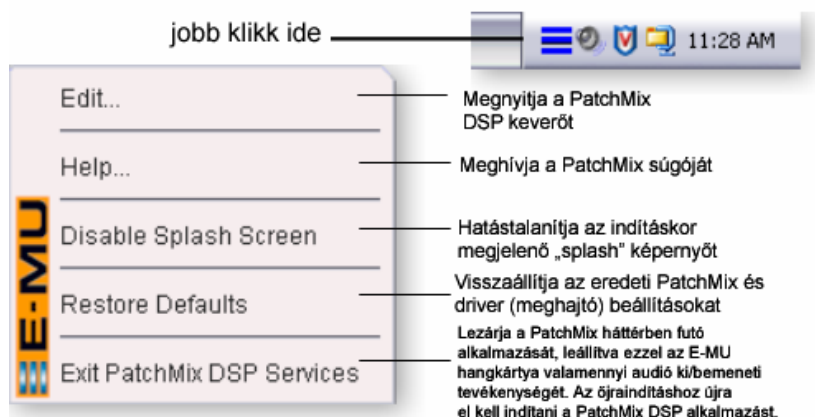 jobb klikk ide
11:28 AM
Edit...
Megnyitja a PatchMix
DSP keverőt
Help...
Meghívja a PatchMix súgóját
Disable Splash Screen
Hatástalanítja az indításkor
megjelenő „splash” képernyőt
Restore Defaults
Visszaállítja az eredeti PatchMix és
driver (meghajtó) beállításokat
Exit PatchMix DSP Services
Lezárja a PatchMix háttérben futó
alkalmazását, leállítva ezzel az E-MU
hangkártya valamennyi audió ki/bemeneti
tevékenységét. Az őjraindításhoz újra
el kell indítani a PatchMix DSP alkalmazást.
E-MU